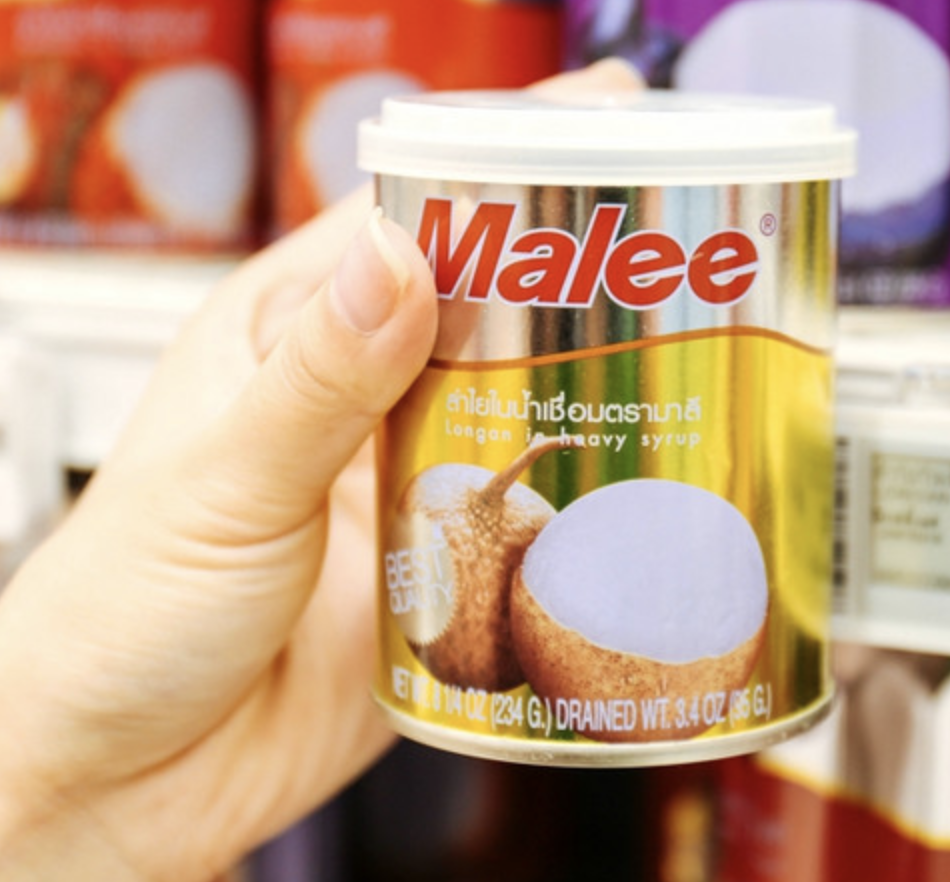 Malee®
ลำไยในน้ำเชื่อมตรามาลี
Longan in heavy syrup
BEST
QUALITY
NET WT. 8 1/4 OZ (234 G.) DRAINED WT. 3.4 OZ (95 G.)